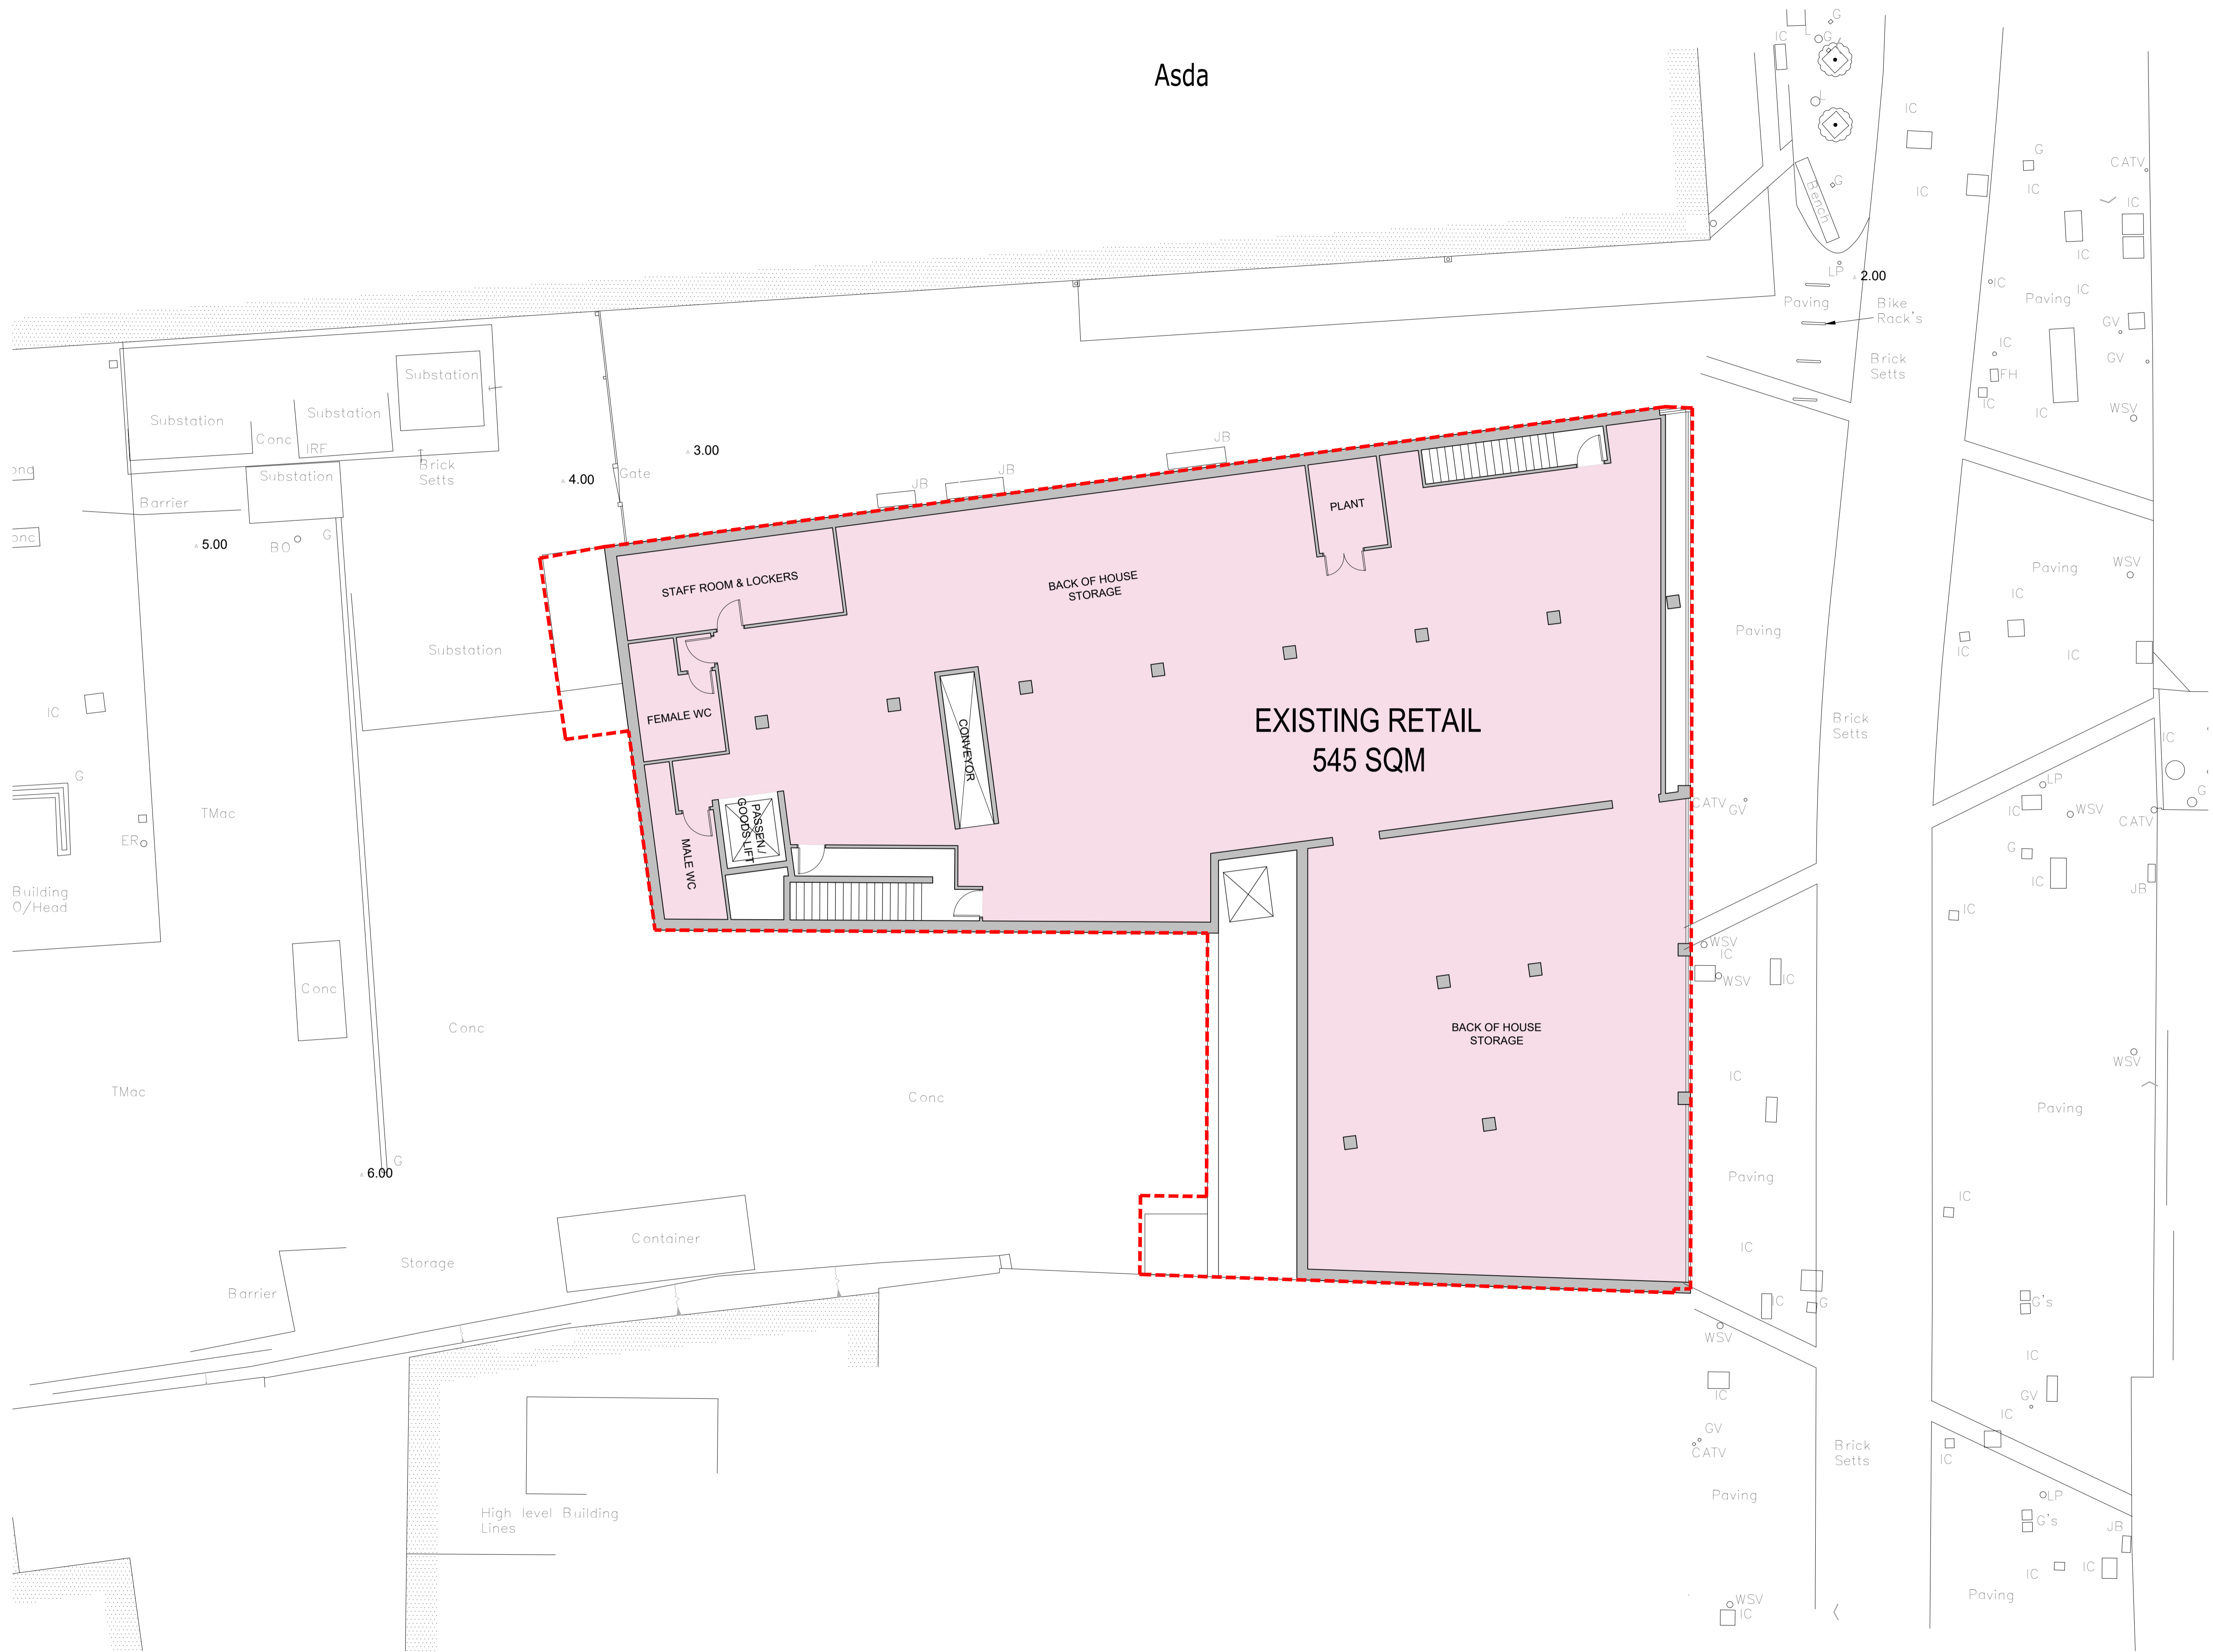 Asda
G
IC
L
G
L
IC
G
Bench
IC
IC
G
IC
CATV
IC
IC
LP
2.00
Paving
Bike
Rack's
IC
Paving
IC
GV
Brick
Setts
IC
FH
IC
IC
GV
WSV
Substation
Substation
Substation
Conc
IRF
Substation
Brick
Setts
Barrier
5.00
BO
G
4.00
Gate
3.00
JB
JB
JB
PLANT
STAFF ROOM & LOCKERS
BACK OF HOUSE
STORAGE
Substation
FEMALE WC
CONVEYOR
EXISTING RETAIL
545 SQM
PASSEN./
GOODS LIFT
MALE WC
Paving
WSV
IC
Paving
IC
IC
Brick
Setts
IC
CATV
GV
LP
IC
WSV
CATV
G
G
IC
JB
IC
IC
G
TMac
ER
Building
O/Head
Conc
Conc
TMac
Conc
G
6.00
WSV
IC
WSV
IC
BACK OF HOUSE
STORAGE
IC
WSV
Paving
Paving
IC
IC
Container
Storage
Barrier
IC
G
G's
WSV
IC
IC
GV
IC
GV
CATV
Brick
Setts
IC
Paving
LP
G's
JB
High level Building
Lines
IC
IC
Paving
WSV
IC